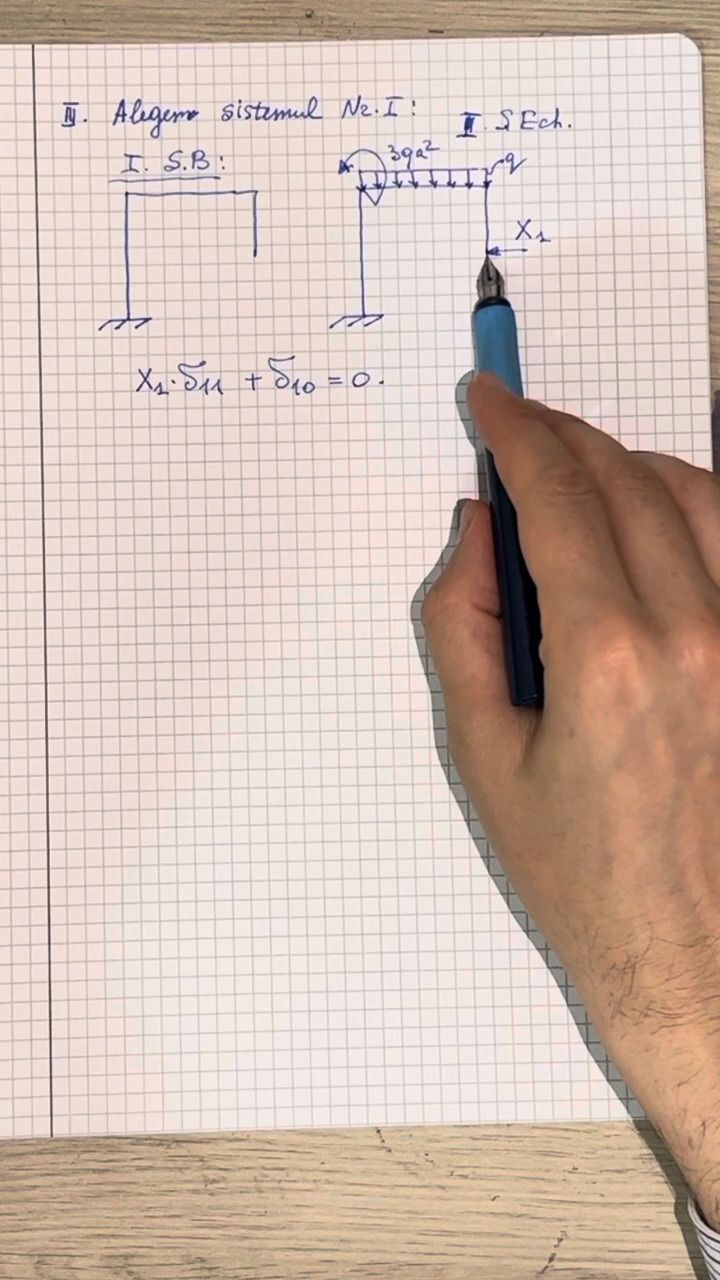 III. Alegem sistemul Nr. I:
I. S.B:
II. S Ech.
3qa²
q
X₁
X₁·δ₁₁ + δ₁₀ = 0.